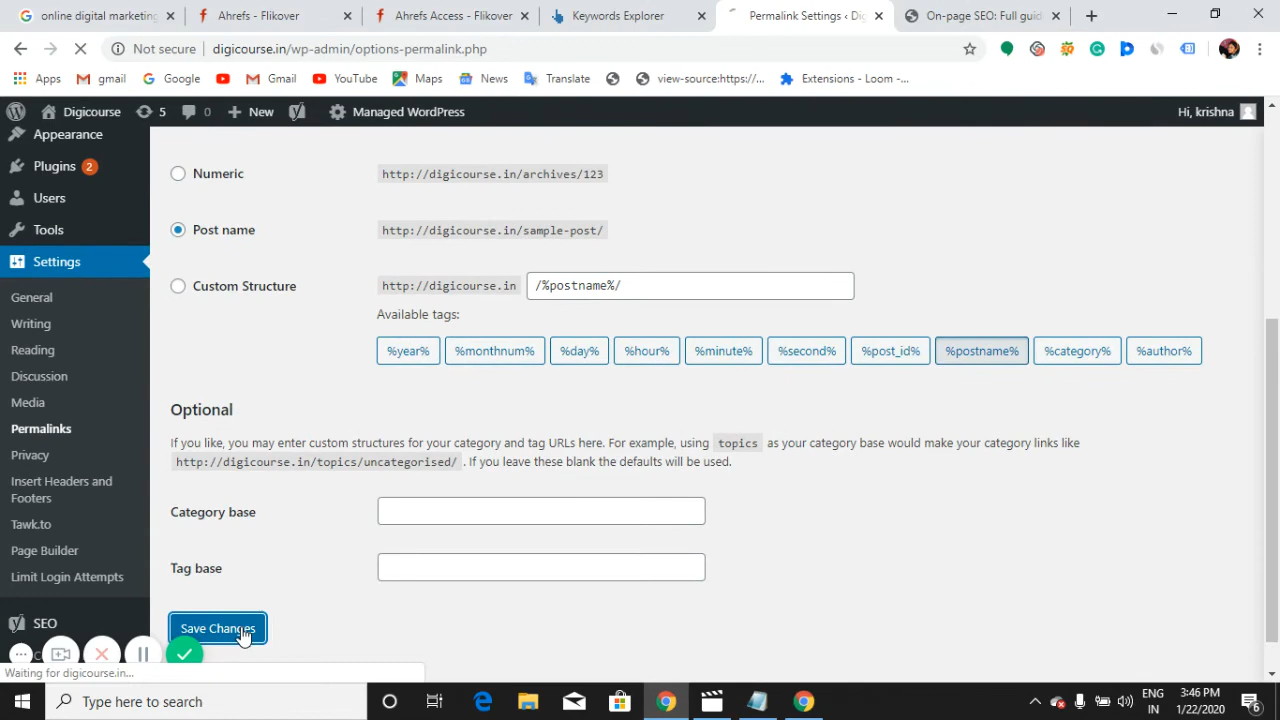 online digital marketing
Ahrefs - Flikover
Ahrefs Access - Flikover
Keywords Explorer
Permalink Settings ‹ Di
On-page SEO: Full guid
Not secure digicourse.in/wp-admin/options-permalink.php
Apps gmail Google YouTube Maps News Translate view-source:https://... Extensions - Loom -...
Gmail
Digicourse 5 0 New Managed WordPress Hi, krishna
Appearance
Plugins 2
Users
Tools
Settings
General
Writing
Reading
Discussion
Media
Permalinks
Privacy
Insert Headers and
Footers
Tawk.to
Page Builder
Limit Login Attempts
SEO
Numeric http://digicourse.in/archives/123
Post name http://digicourse.in/sample-post/
Custom Structure http://digicourse.in /%postname%/
Available tags:
%year% %monthnum% %day% %hour% %minute% %second% %post_id% %postname% %category% %author%
Optional
If you like, you may enter custom structures for your category and tag URLs here. For example, using topics as your category base would make your category links like
http://digicourse.in/topics/uncategorised/ . If you leave these blank the defaults will be used.
Category base
Tag base
Save Changes
Waiting for digicourse.in...
Type here to search
ENG
IN
3:46 PM
1/22/2020
6